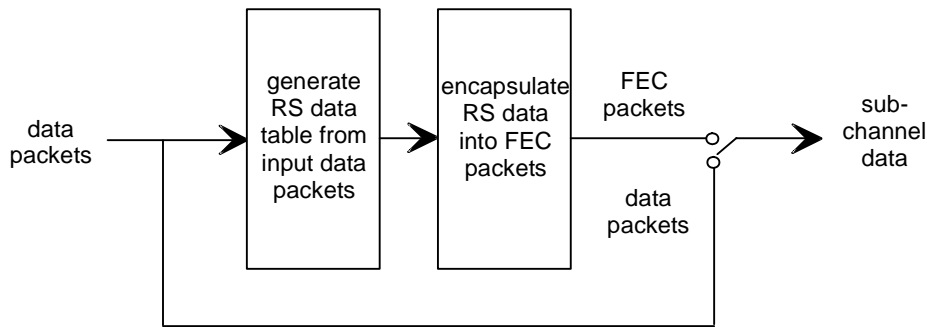 data
packets
generate
RS data
table from
input data
packets
encapsulate
RS data
into FEC
packets
FEC
packets
data
packets
sub-
channel
data